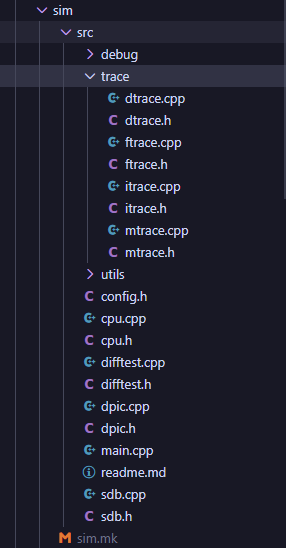 sim
src
debug
trace
dtrace.cpp
dtrace.h
ftrace.cpp
ftrace.h
itrace.cpp
itrace.h
mtrace.cpp
mtrace.h
utils
config.h
cpu.cpp
cpu.h
difftest.cpp
difftest.h
dpic.cpp
dpic.h
main.cpp
readme.md
sdb.cpp
sdb.h
sim.mk